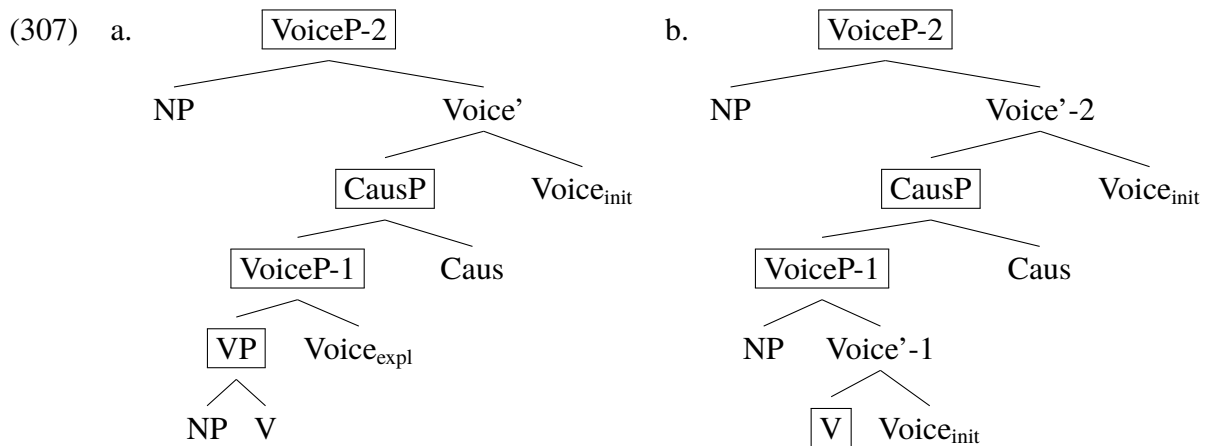 (307) a. VoiceP-2 b. VoiceP-2
NP Voice’ NP Voice’-2
CausP Voiceinit CausP Voiceinit
VoiceP-1 Caus VoiceP-1 Caus
VP Voiceexpl NP Voice’-1
NP V V Voiceinit